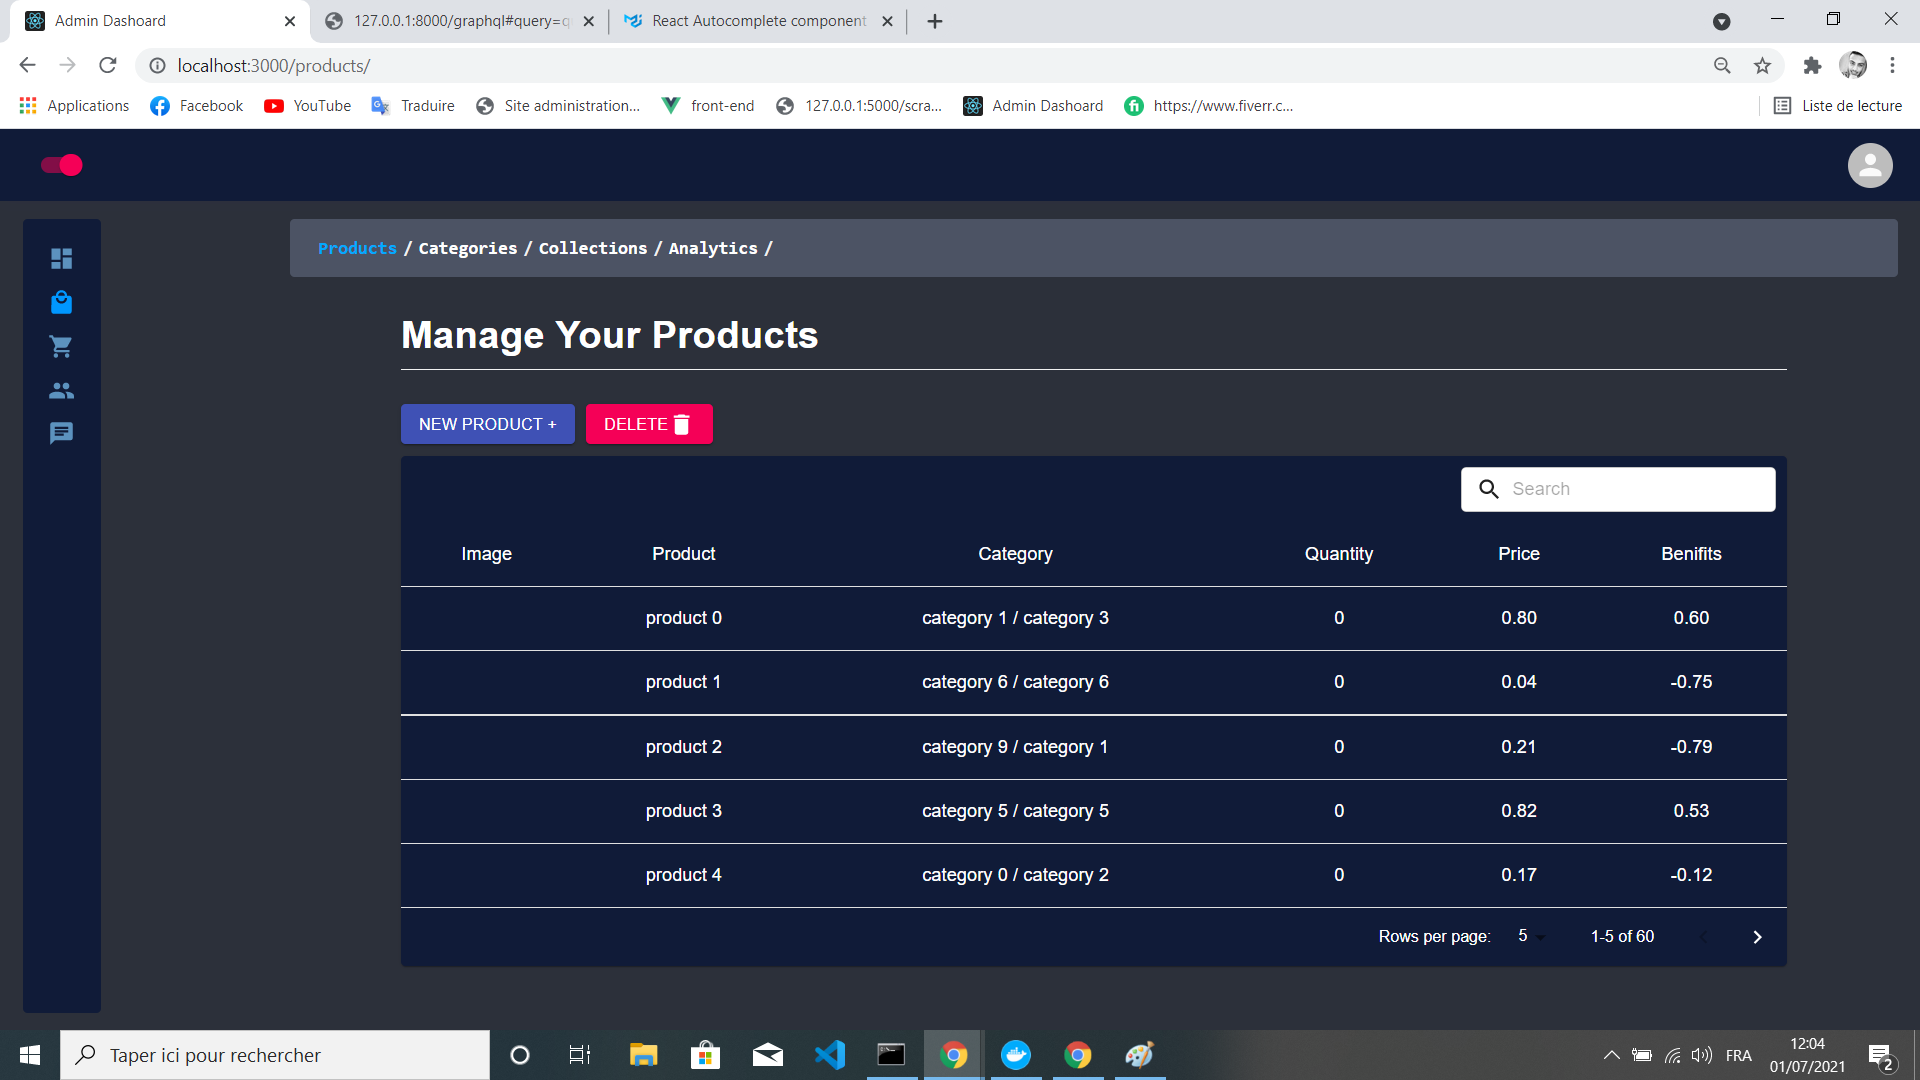 Admin Dashoard
127.0.0.1:8000/graphql#query=q
React Autocomplete component
localhost:3000/products/
Applications
Facebook
YouTube
Traduire
Site administration...
front-end
127.0.0.1:5000/scra...
Admin Dashoard
https://www.fiverr.c...
Liste de lecture
Products / Categories / Collections / Analytics /
Manage Your Products
NEW PRODUCT +
DELETE
Search
Image Product Category Quantity Price Benifits
product 0 category 1 / category 3 0 0.80 0.60
product 1 category 6 / category 6 0 0.04 -0.75
product 2 category 9 / category 1 0 0.21 -0.79
product 3 category 5 / category 5 0 0.82 0.53
product 4 category 0 / category 2 0 0.17 -0.12
Rows per page: 5 1-5 of 60
Taper ici pour rechercher
FRA
12:04
01/07/2021
2